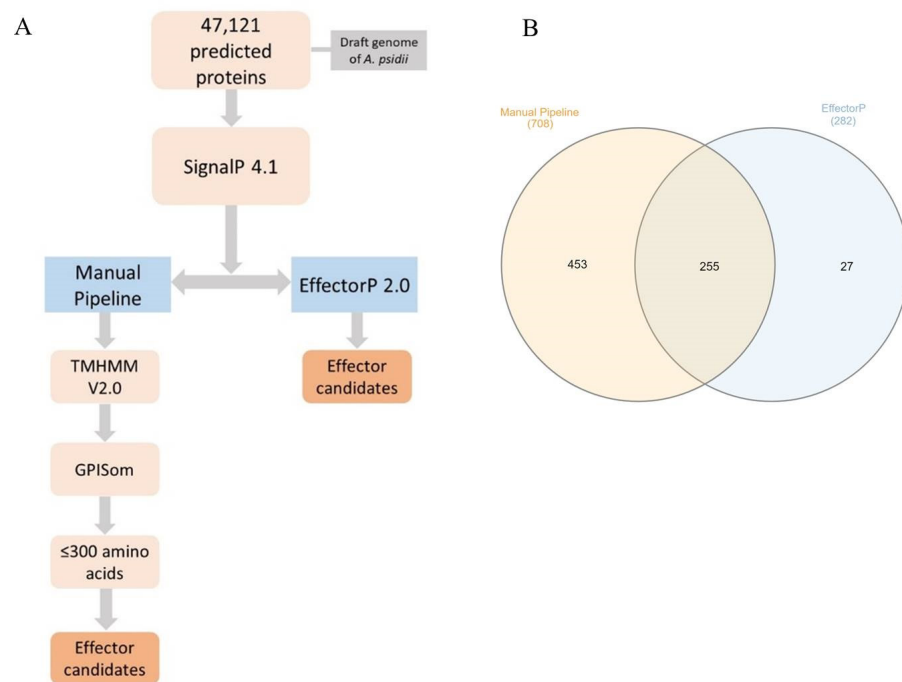 A
47,121
predicted
proteins
Draft genome
of A. psidii
SignalP 4.1
Manual
Pipeline
EffectorP 2.0
TMHMM
V2.0
Effector
candidates
GPISom
≤300 amino
acids
Effector
candidates
B
Manual Pipeline
(708)
EffectorP
(282)
453
255
27